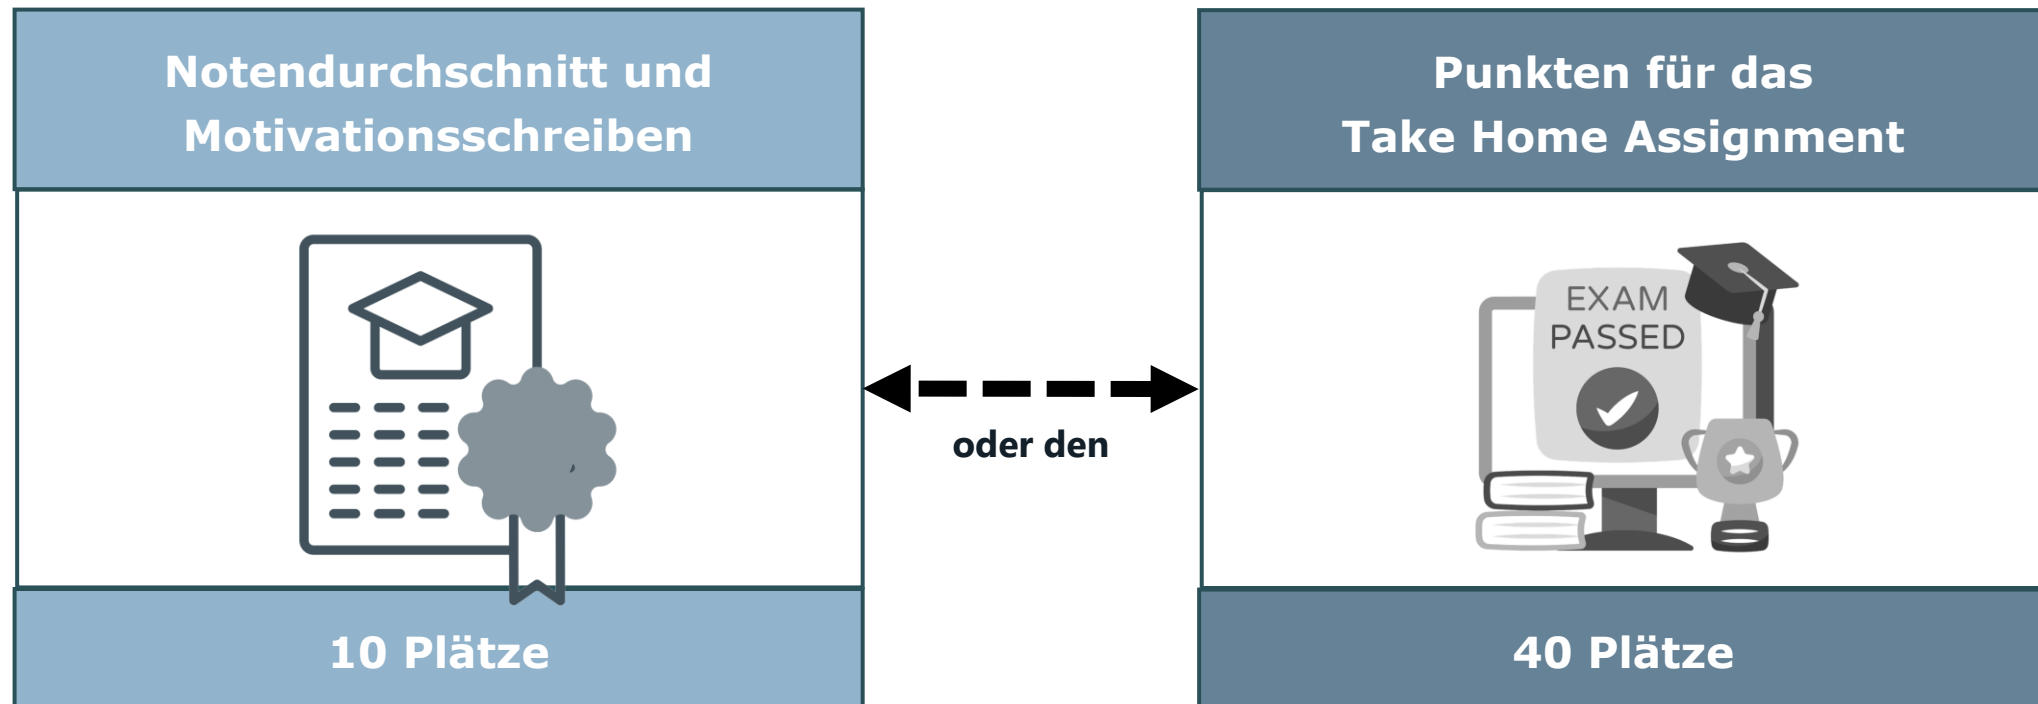 Notendurchschnitt und
Motivationsschreiben
10 Plätze
oder den
Punkten für das
Take Home Assignment
EXAM
PASSED
40 Plätze